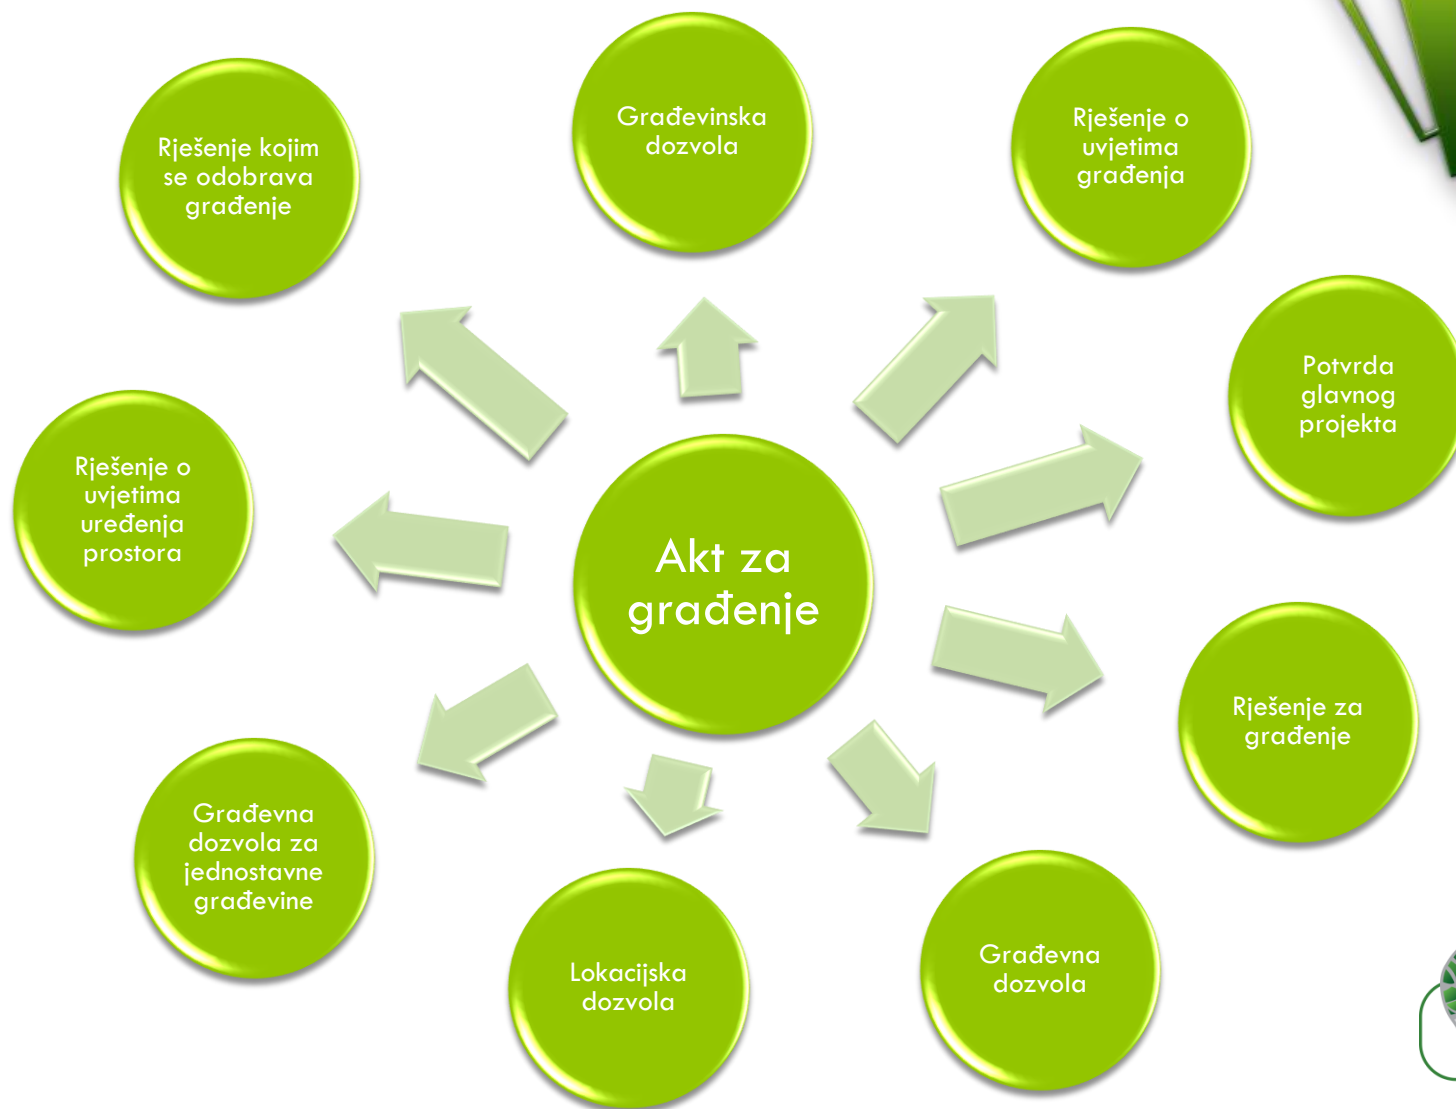 Građevinska
dozvola
Rješenje o
uvjetima
građenja
Potvrda
glavnog
projekta
Rješenje za
građenje
Građevna
dozvola
Lokacijska
dozvola
Građevna
dozvola za
jednostavne
građevine
Rješenje o
uvjetima
uređenja
prostora
Rješenje kojim
se odobrava
građenje
Akt za
građenje